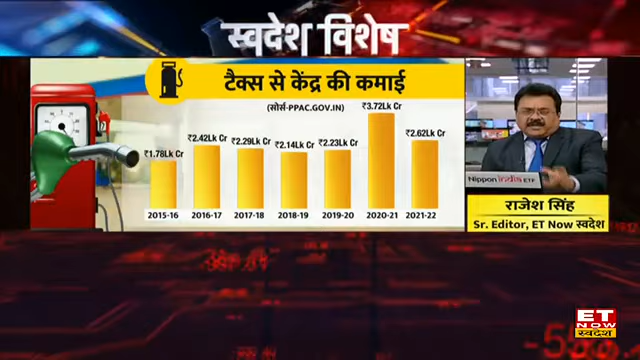 स्वदेश विशेष
टैक्स से केंद्र की कमाई
(सोर्स-PPAC.GOV.IN)
₹1.78Lk Cr
₹2.42Lk Cr
₹2.29Lk Cr
₹2.14Lk Cr
₹2.23Lk Cr
₹3.72Lk Cr
₹2.62Lk Cr
2015-16
2016-17
2017-18
2018-19
2019-20
2020-21
2021-22
Nippon india ETF
राजेश सिंह
Sr. Editor, ET Now स्वदेश
ET
NOW
स्वदेश